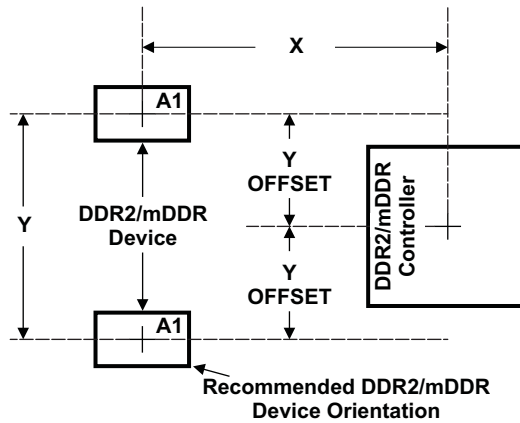 X
A1
Y
OFFSET
Y
DDR2/mDDR
Device
DDR2/mDDR
Controller
Y
OFFSET
A1
Recommended DDR2/mDDR
Device Orientation